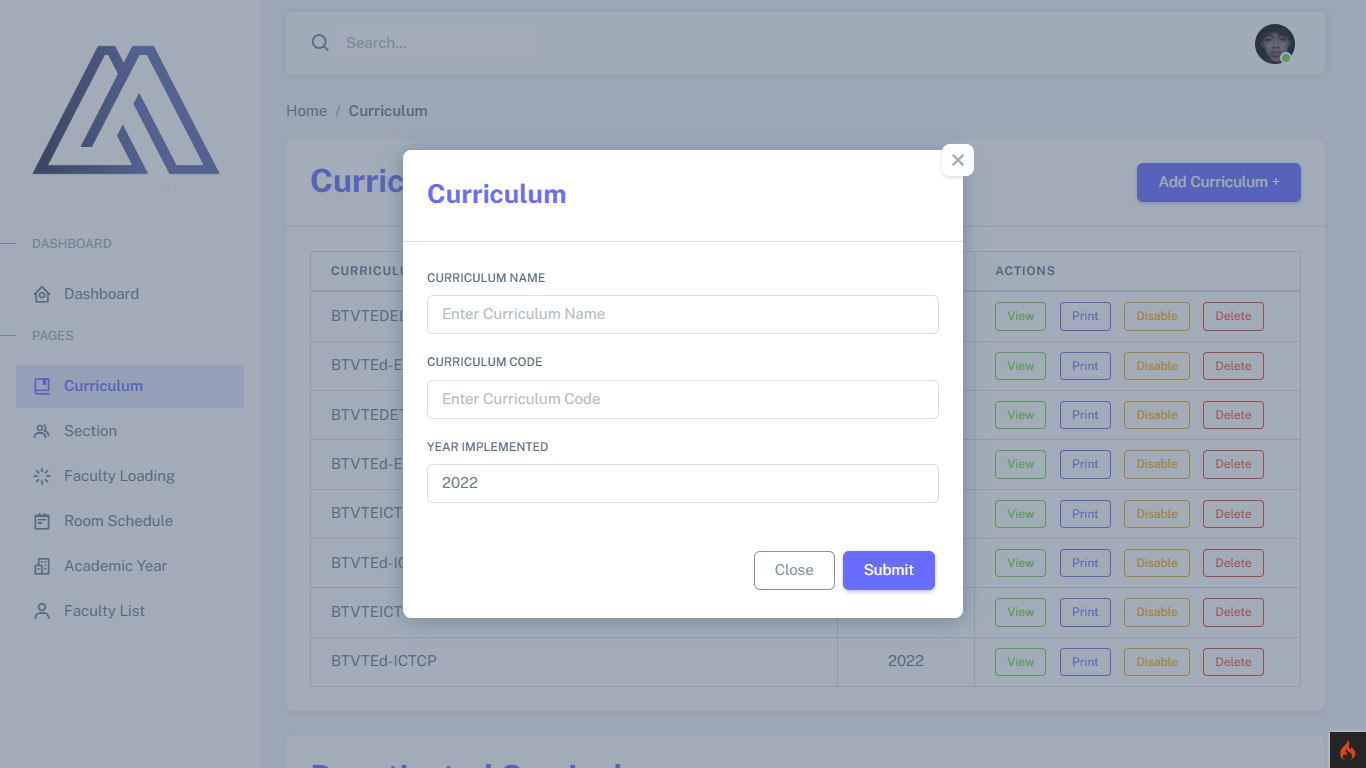 Search...
Home / Curriculum
Curric
Add Curriculum +
DASHBOARD
Dashboard
PAGES
Curriculum
Section
Faculty Loading
Room Schedule
Academic Year
Faculty List
Curriculum
CURRICULUM NAME
Enter Curriculum Name
CURRICULUM CODE
Enter Curriculum Code
YEAR IMPLEMENTED
2022
Close Submit
ACTIONS
BTVTEDEL View Print Disable Delete
BTVTEd-E View Print Disable Delete
BTVTEDET View Print Disable Delete
BTVTEd-E View Print Disable Delete
BTVTEICT View Print Disable Delete
BTVTEd-IC View Print Disable Delete
BTVTEICT View Print Disable Delete
BTVTEd-ICTCP 2022 View Print Disable Delete